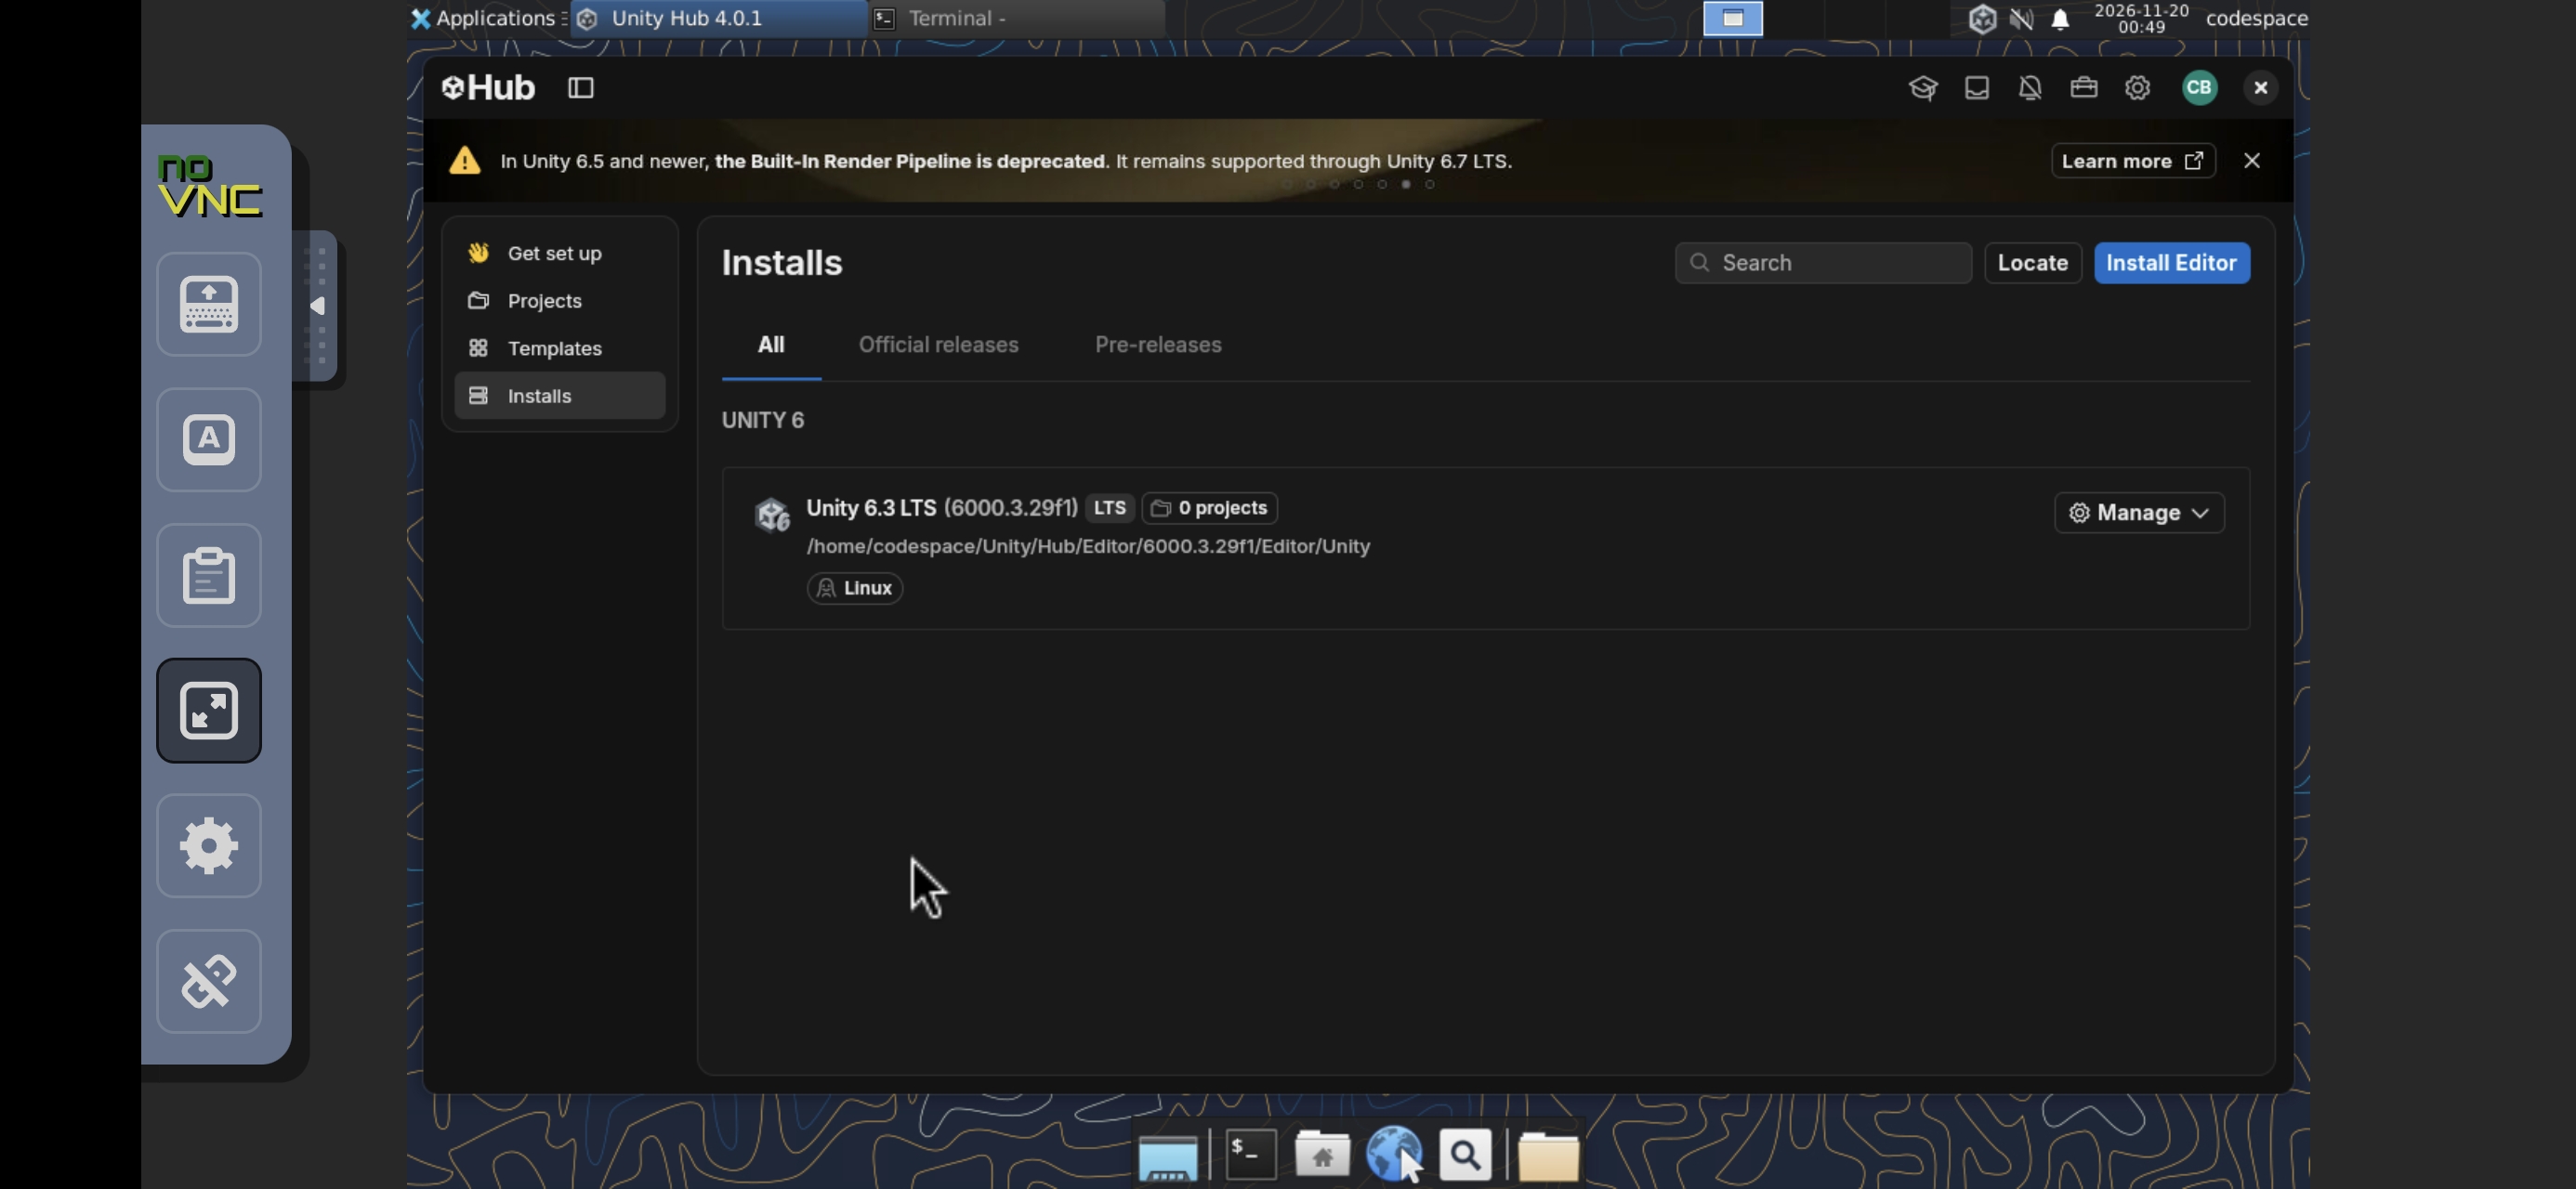 Applications
Unity Hub 4.0.1
Terminal -
2026-11-20
00:49
codespace
no
VNC
A
Hub
CB
In Unity 6.5 and newer, the Built-In Render Pipeline is deprecated. It remains supported through Unity 6.7 LTS.
Learn more
Get set up
Projects
Templates
Installs
Installs
Search
Locate
Install Editor
All
Official releases
Pre-releases
UNITY 6
Unity 6.3 LTS (6000.3.29f1) LTS 0 projects
Manage
/home/codespace/Unity/Hub/Editor/6000.3.29f1/Editor/Unity
Linux
$_